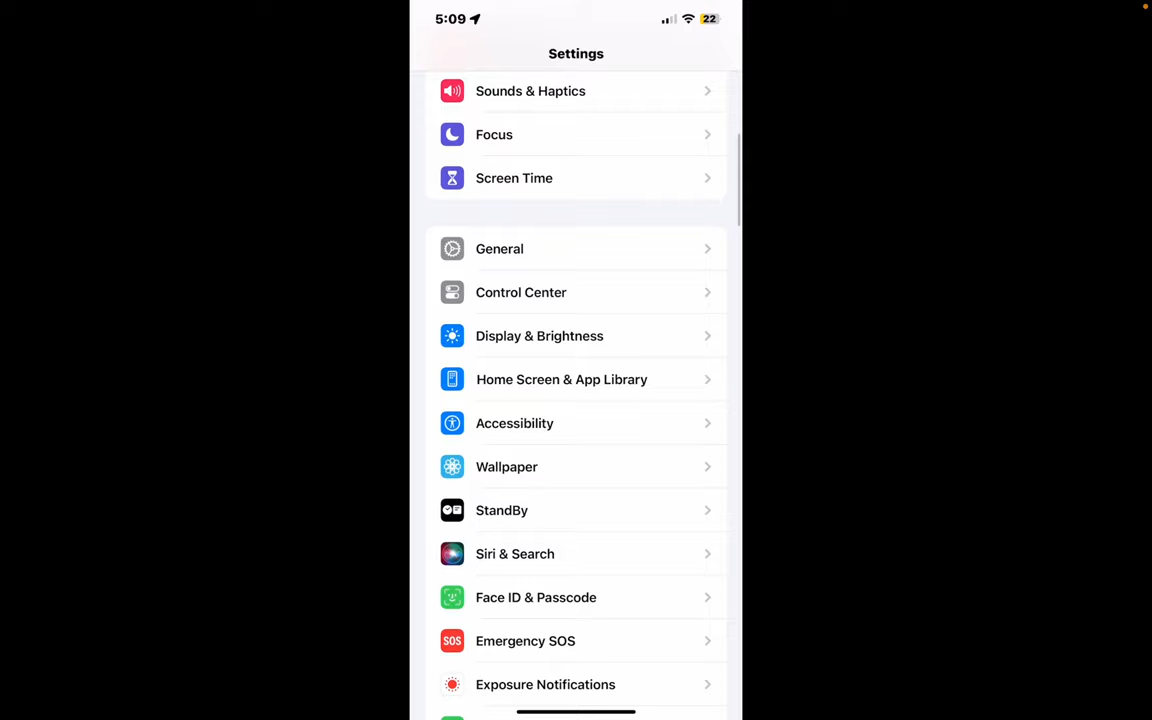 5:09
22
Settings
Sounds & Haptics
Focus
Screen Time
General
Control Center
Display & Brightness
Home Screen & App Library
Accessibility
Wallpaper
StandBy
Siri & Search
Face ID & Passcode
SOS Emergency SOS
Exposure Notifications